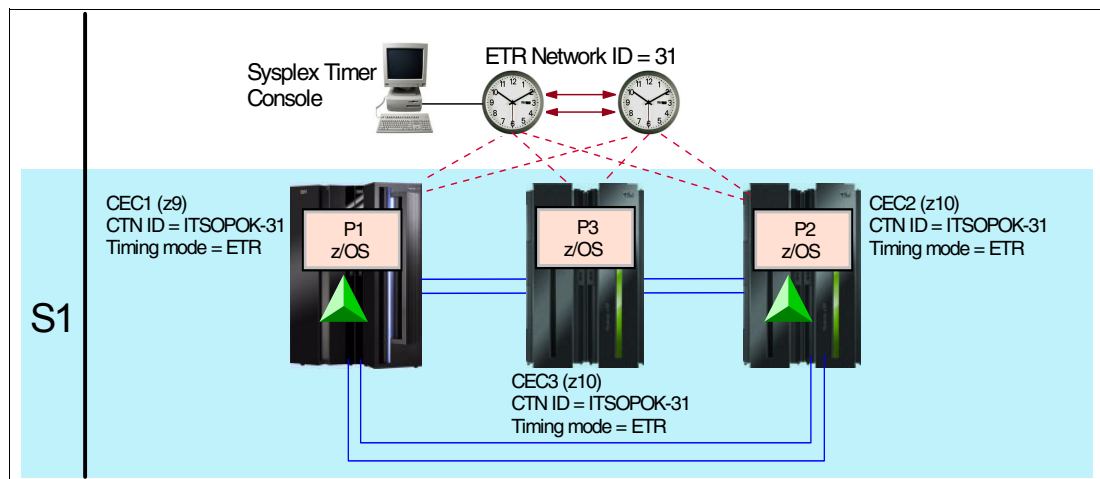 Sysplex Timer
Console
ETR Network ID = 31
CEC1 (z9)
CTN ID = ITSOPOK-31
Timing mode = ETR
P1
z/OS
P3
z/OS
P2
z/OS
CEC2 (z10)
CTN ID = ITSOPOK-31
Timing mode = ETR
S1
CEC3 (z10)
CTN ID = ITSOPOK-31
Timing mode = ETR